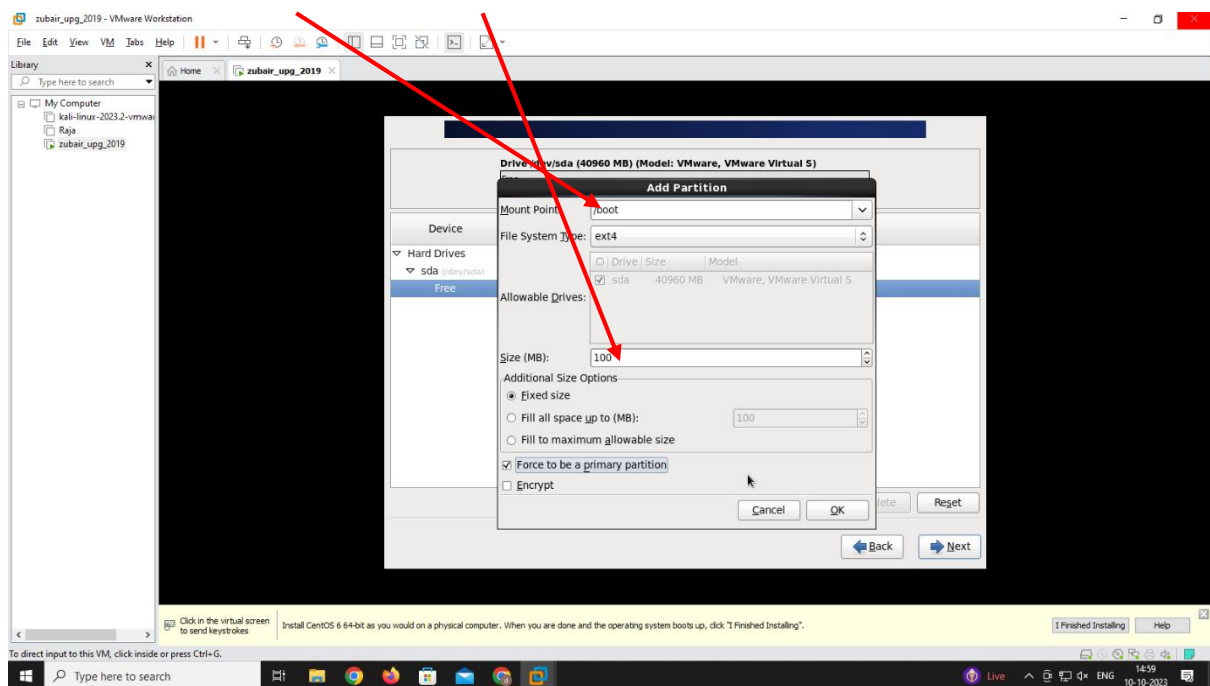 zubair_upg_2019 - VMware Workstation
File Edit View VM Tabs Help
Library
Type here to search
Home
zubair_upg_2019
My Computer
kali-linux-2023.2-vmwar
Raja
zubair_upg_2019
Drive /dev/sda (40960 MB) (Model: VMware, VMware Virtual S)
Add Partition
Mount Point:
/boot
File System Type:
ext4
Device
Hard Drives
sda (/dev/sda)
Free
Drive Size Model
sda 40960 MB VMware, VMware Virtual S
Allowable Drives:
Size (MB):
100
Additional Size Options
Fixed size
Fill all space up to (MB):
100
Fill to maximum allowable size
Force to be a primary partition
Encrypt
Cancel OK
Reset
Back Next
Click in the virtual screen
to send keystrokes
Install CentOS 6 64-bit as you would on a physical computer. When you are done and the operating system boots up, click "I Finished Installing".
I Finished Installing
Help
To direct input to this VM, click inside or press Ctrl+G.
Type here to search
Live
ENG
14:59
10-10-2023